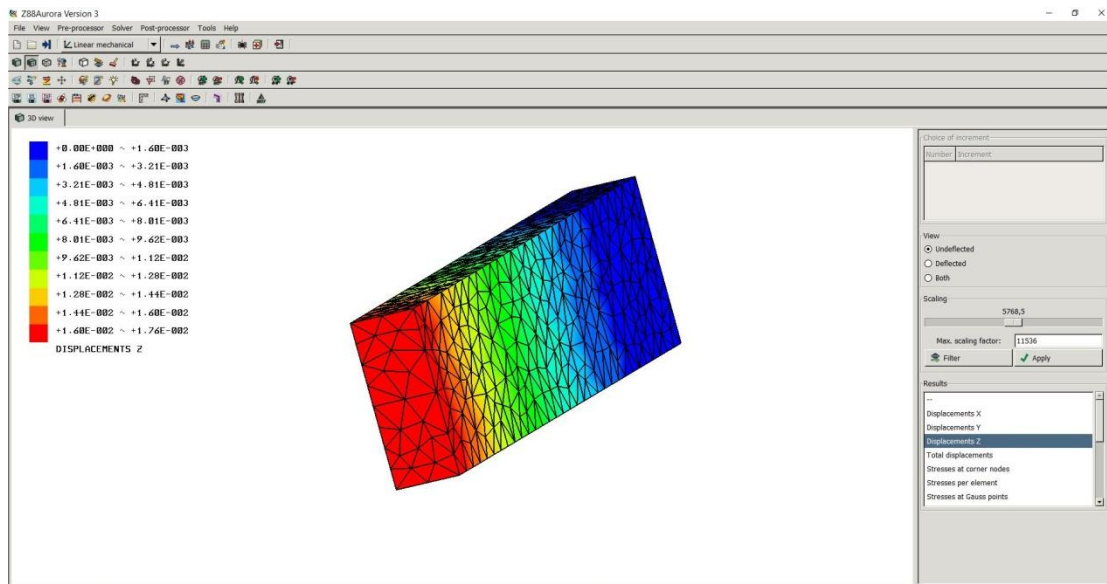 Z88Aurora Version 3
File View Pre-processor Solver Post-processor Tools Help
Linear mechanical
3D view
+0.00E+000 ~ +1.60E-003
+1.60E-003 ~ +3.21E-003
+3.21E-003 ~ +4.81E-003
+4.81E-003 ~ +6.41E-003
+6.41E-003 ~ +8.01E-003
+8.01E-003 ~ +9.62E-003
+9.62E-003 ~ +1.12E-002
+1.12E-002 ~ +1.28E-002
+1.28E-002 ~ +1.44E-002
+1.44E-002 ~ +1.60E-002
+1.60E-002 ~ +1.76E-002
DISPLACEMENTS Z
Choice of increment
Number Increment
View
Undeflected
Deflected
Both
Scaling
5768,5
Max. scaling factor: 11536
Filter Apply
Results
--
Displacements X
Displacements Y
Displacements Z
Total displacements
Stresses at corner nodes
Stresses per element
Stresses at Gauss points